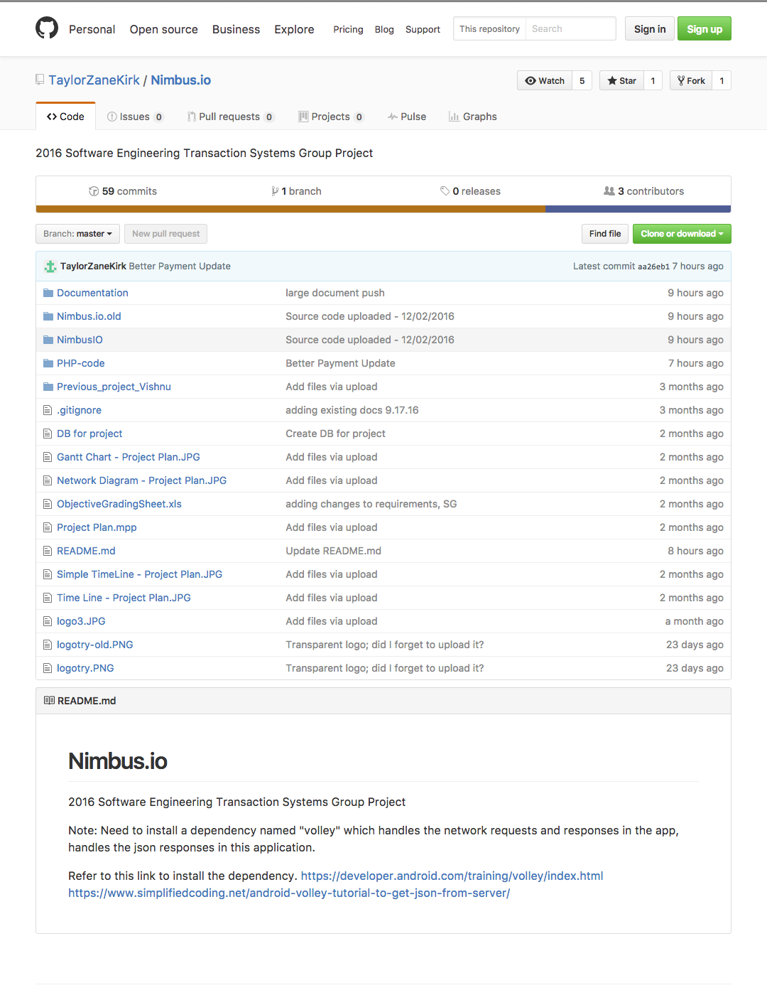 Personal Open source Business Explore Pricing Blog Support This repository Search Sign in Sign up
TaylorZaneKirk / Nimbus.io Watch 5 Star 1 Fork 1
Code Issues 0 Pull requests 0 Projects 0 Pulse Graphs
2016 Software Engineering Transaction Systems Group Project
59 commits 1 branch 0 releases 3 contributors
Branch: master New pull request Find file Clone or download
TaylorZaneKirk Better Payment Update Latest commit aa26eb1 7 hours ago
Documentation large document push 9 hours ago
Nimbus.io.old Source code uploaded - 12/02/2016 9 hours ago
NimbusIO Source code uploaded - 12/02/2016 9 hours ago
PHP-code Better Payment Update 7 hours ago
Previous_project_Vishnu Add files via upload 3 months ago
.gitignore adding existing docs 9.17.16 3 months ago
DB for project Create DB for project 2 months ago
Gantt Chart - Project Plan.JPG Add files via upload 2 months ago
Network Diagram - Project Plan.JPG Add files via upload 2 months ago
ObjectiveGradingSheet.xls adding changes to requirements, SG 2 months ago
Project Plan.mpp Add files via upload 2 months ago
README.md Update README.md 8 hours ago
Simple TimeLine - Project Plan.JPG Add files via upload 2 months ago
Time Line - Project Plan.JPG Add files via upload 2 months ago
logo3.JPG Add files via upload a month ago
logotry-old.PNG Transparent logo; did I forget to upload it? 23 days ago
logotry.PNG Transparent logo; did I forget to upload it? 23 days ago
README.md
Nimbus.io
2016 Software Engineering Transaction Systems Group Project
Note: Need to install a dependency named "volley" which handles the network requests and responses in the app,
handles the json responses in this application.
Refer to this link to install the dependency. https://developer.android.com/training/volley/index.html
https://www.simplifiedcoding.net/android-volley-tutorial-to-get-json-from-server/